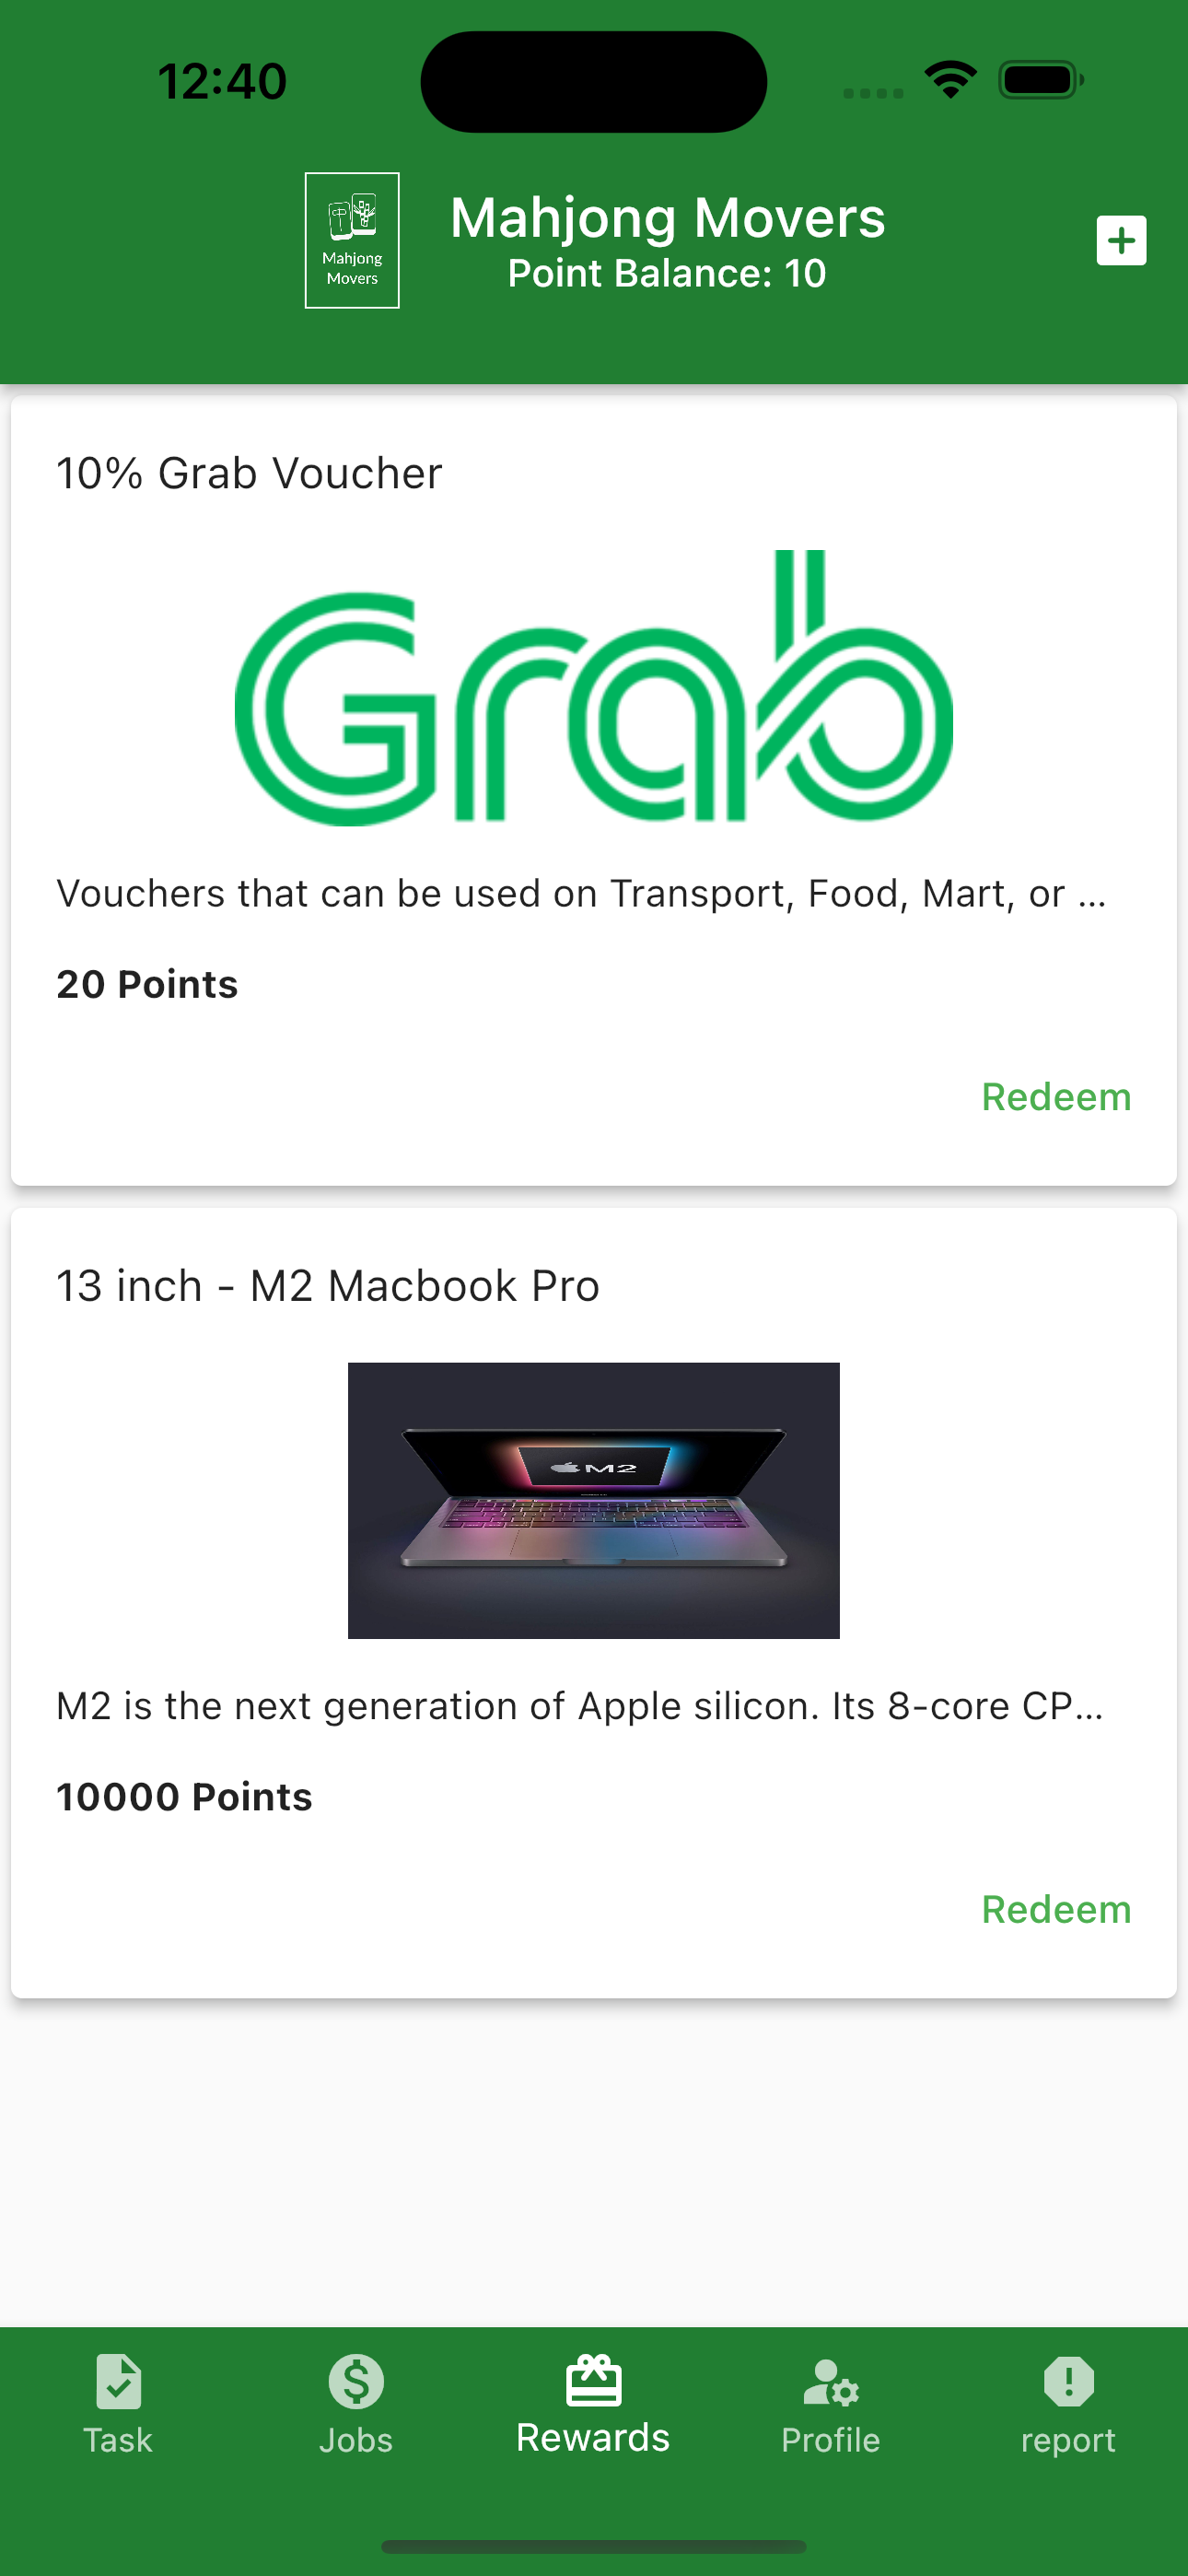 12:40
Mahjong
Movers
Mahjong Movers
Point Balance: 10
10% Grab Voucher
Grab
Vouchers that can be used on Transport, Food, Mart, or ...
20 Points
Redeem
13 inch - M2 Macbook Pro
M2
M2 is the next generation of Apple silicon. Its 8-core CP...
10000 Points
Redeem
Task
Jobs
Rewards
Profile
report